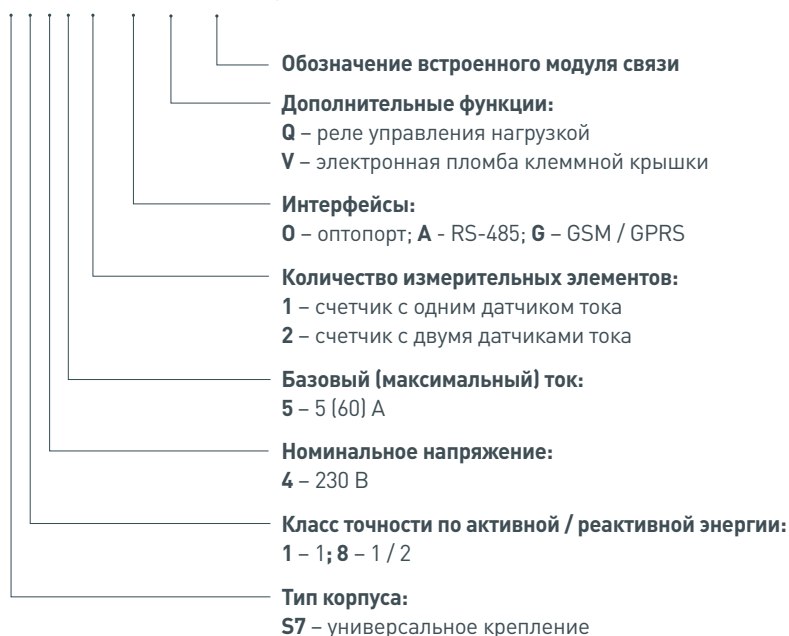 Обозначение встроенного модуля связи
Дополнительные функции:
Q – реле управления нагрузкой
V – электронная пломба клеммной крышки
Интерфейсы:
O – оптопорт; A - RS-485; G – GSM / GPRS
Количество измерительных элементов:
1 – счетчик с одним датчиком тока
2 – счетчик с двумя датчиками тока
Базовый (максимальный) ток:
5 – 5 (60) А
Номинальное напряжение:
4 – 230 В
Класс точности по активной / реактивной энергии:
1 – 1; 8 – 1 / 2
Тип корпуса:
S7 – универсальное крепление